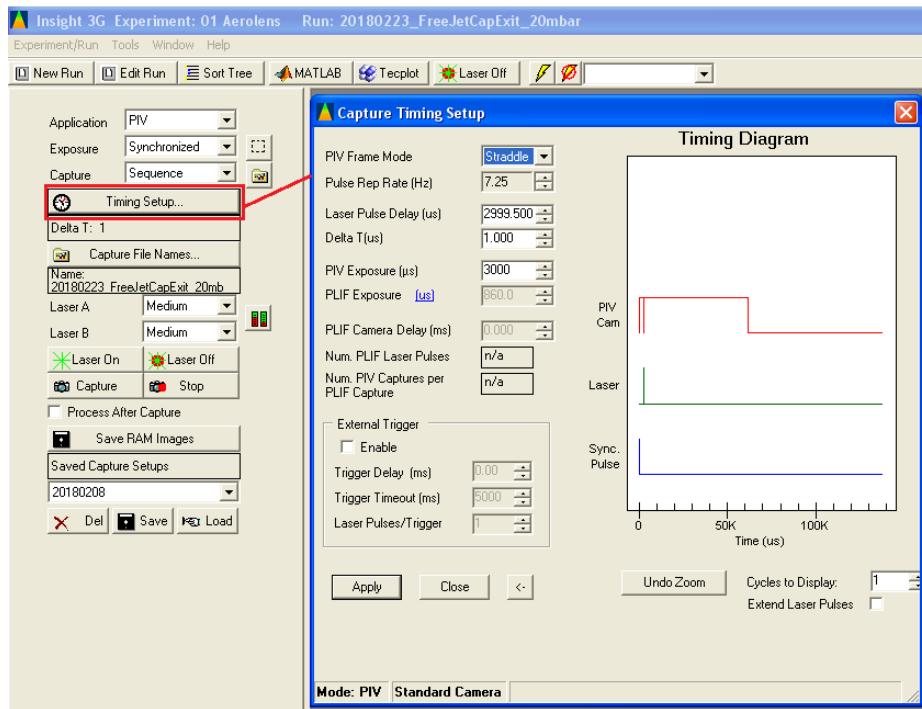 Insight 3G Experiment: 01 Aerolens Run: 20180223_FreeJetCapExit_20mbar
Experiment/Run Tools Window Help
New Run Edit Run Sort Tree MATLAB Tecplot Laser Off
Application PIV
Exposure Synchronized
Capture Sequence
Timing Setup...
Delta T: 1
Capture File Names...
Name:
20180223_FreeJetCapExit_20mb
Laser A Medium
Laser B Medium
Laser On Laser Off
Capture Stop
Process After Capture
Save RAM Images
Saved Capture Setups
20180208
Del Save Load
Capture Timing Setup
PIV Frame Mode Straddle
Pulse Rep Rate (Hz) 7.25
Laser Pulse Delay (us) 2999.500
Delta T(us) 1.000
PIV Exposure (µs) 3000
PLIF Exposure (us) 860.0
PLIF Camera Delay (ms) 0.000
Num. PLIF Laser Pulses n/a
Num. PIV Captures per
PLIF Capture n/a
External Trigger
Enable
Trigger Delay (ms) 0.00
Trigger Timeout (ms) 5000
Laser Pulses/Trigger 1
Apply Close <-
Timing Diagram
PIV
Cam
Laser
Sync.
Pulse
0 50K 100K
Time (us)
Undo Zoom Cycles to Display: 1
Extend Laser Pulses
Mode: PIV Standard Camera